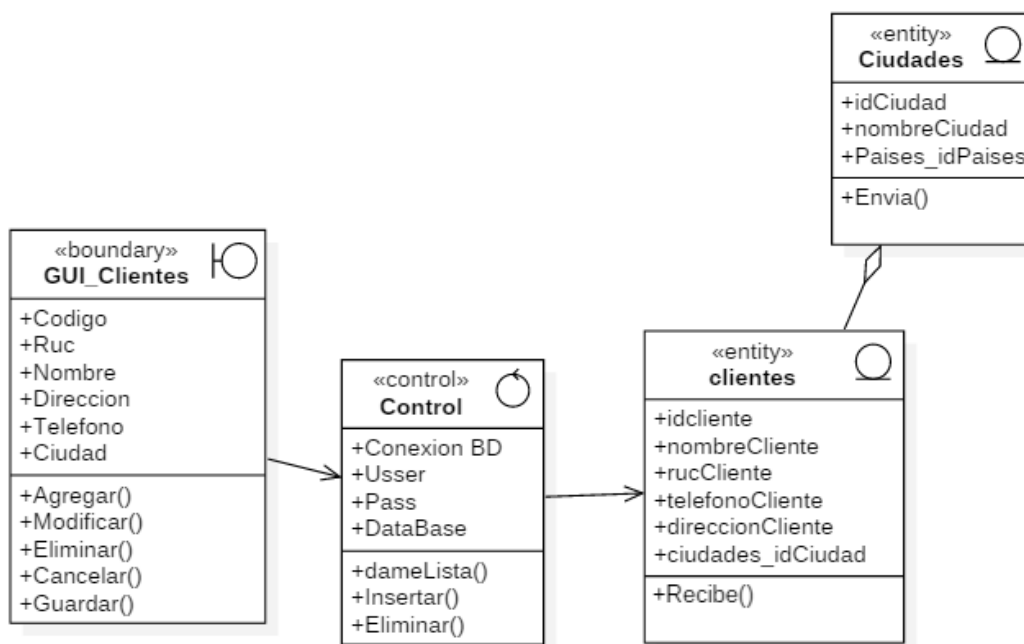 «entity»
Ciudades
+idCiudad
+nombreCiudad
+Paises_idPaises
+Envia()
«boundary»
GUI_Clientes
+Codigo
+Ruc
+Nombre
+Direccion
+Telefono
+Ciudad
+Agregar()
+Modificar()
+Eliminar()
+Cancelar()
+Guardar()
«control»
Control
+Conexion BD
+Usser
+Pass
+DataBase
+dameLista()
+Insertar()
+Eliminar()
«entity»
clientes
+idcliente
+nombreCliente
+rucCliente
+telefonoCliente
+direccionCliente
+ciudades_idCiudad
+Recibe()